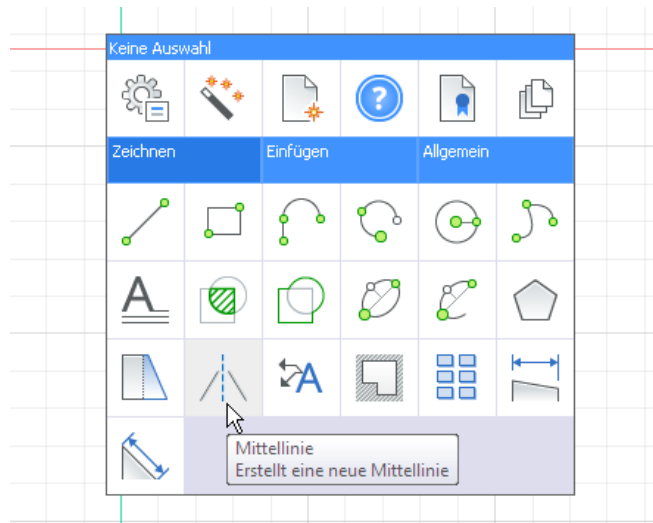 Keine Auswahl
?
Zeichnen Einfügen Allgemein
A
A
Mittellinie
Erstellt eine neue Mittellinie